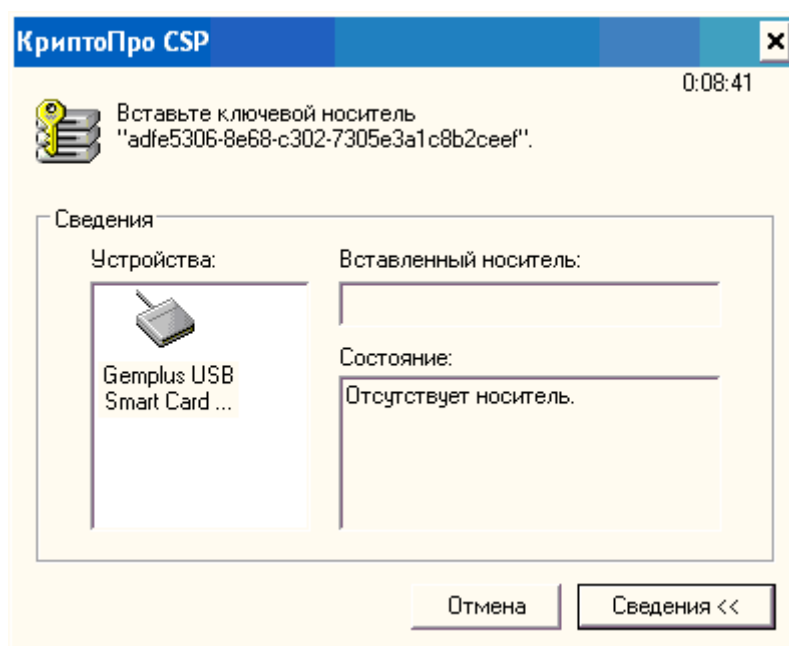 КриптоПро CSP
0:08:41
Вставьте ключевой носитель
"adfe5306-8e68-c302-7305e3a1c8b2ceef".
Сведения
Устройства:
Вставленный носитель:
Gemplus USB
Smart Card ...
Состояние:
Отсутствует носитель.
Отмена
Сведения <<